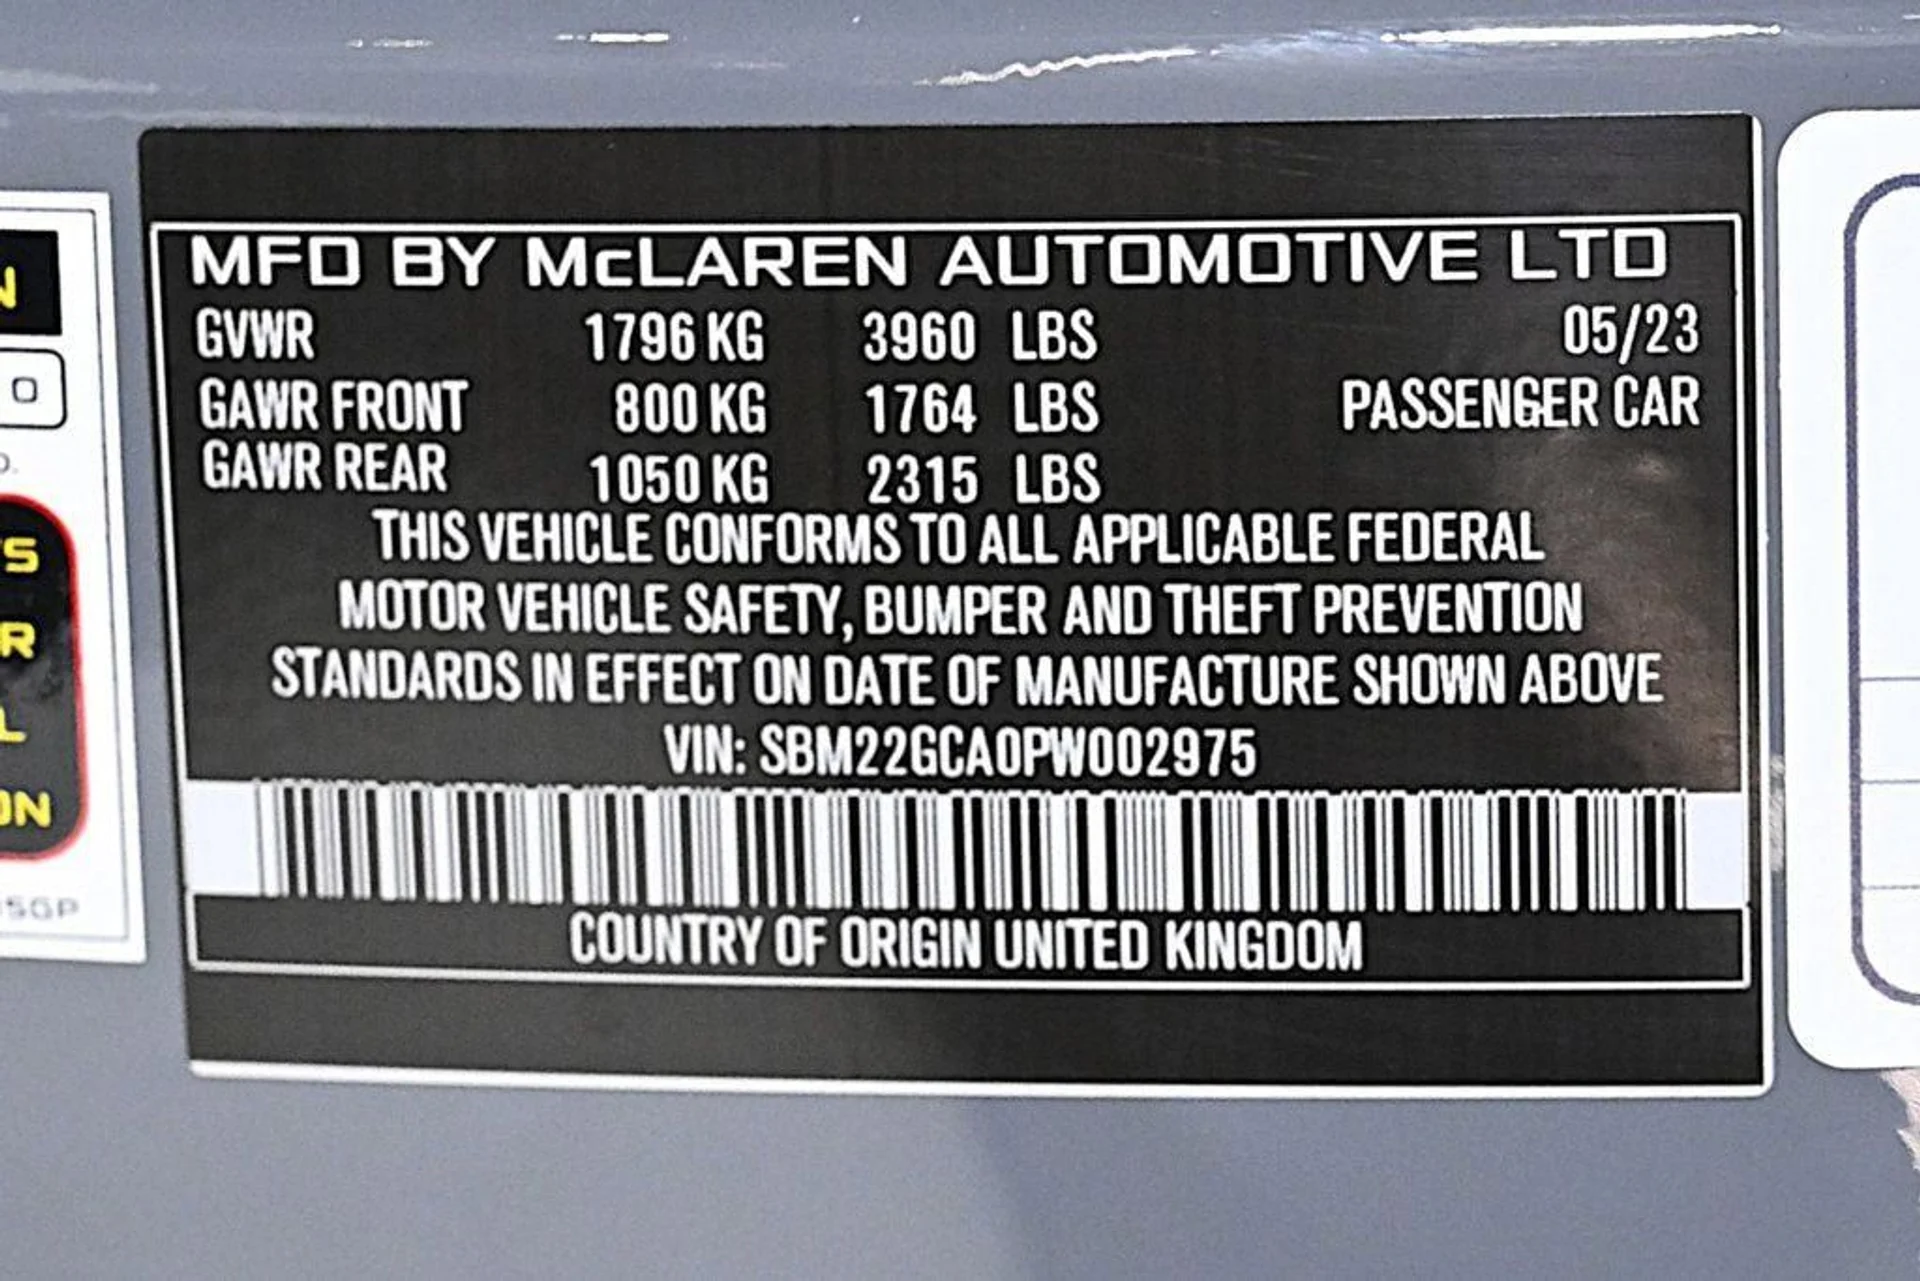 MFD BY McLAREN AUTOMOTIVE LTD
GVWR 1796 KG 3960 LBS 05/23
GAWR FRONT 800 KG 1764 LBS PASSENGER CAR
GAWR REAR 1050 KG 2315 LBS
THIS VEHICLE CONFORMS TO ALL APPLICABLE FEDERAL
MOTOR VEHICLE SAFETY, BUMPER AND THEFT PREVENTION
STANDARDS IN EFFECT ON DATE OF MANUFACTURE SHOWN ABOVE
VIN: SBM22GCA0PW002975
COUNTRY OF ORIGIN UNITED KINGDOM